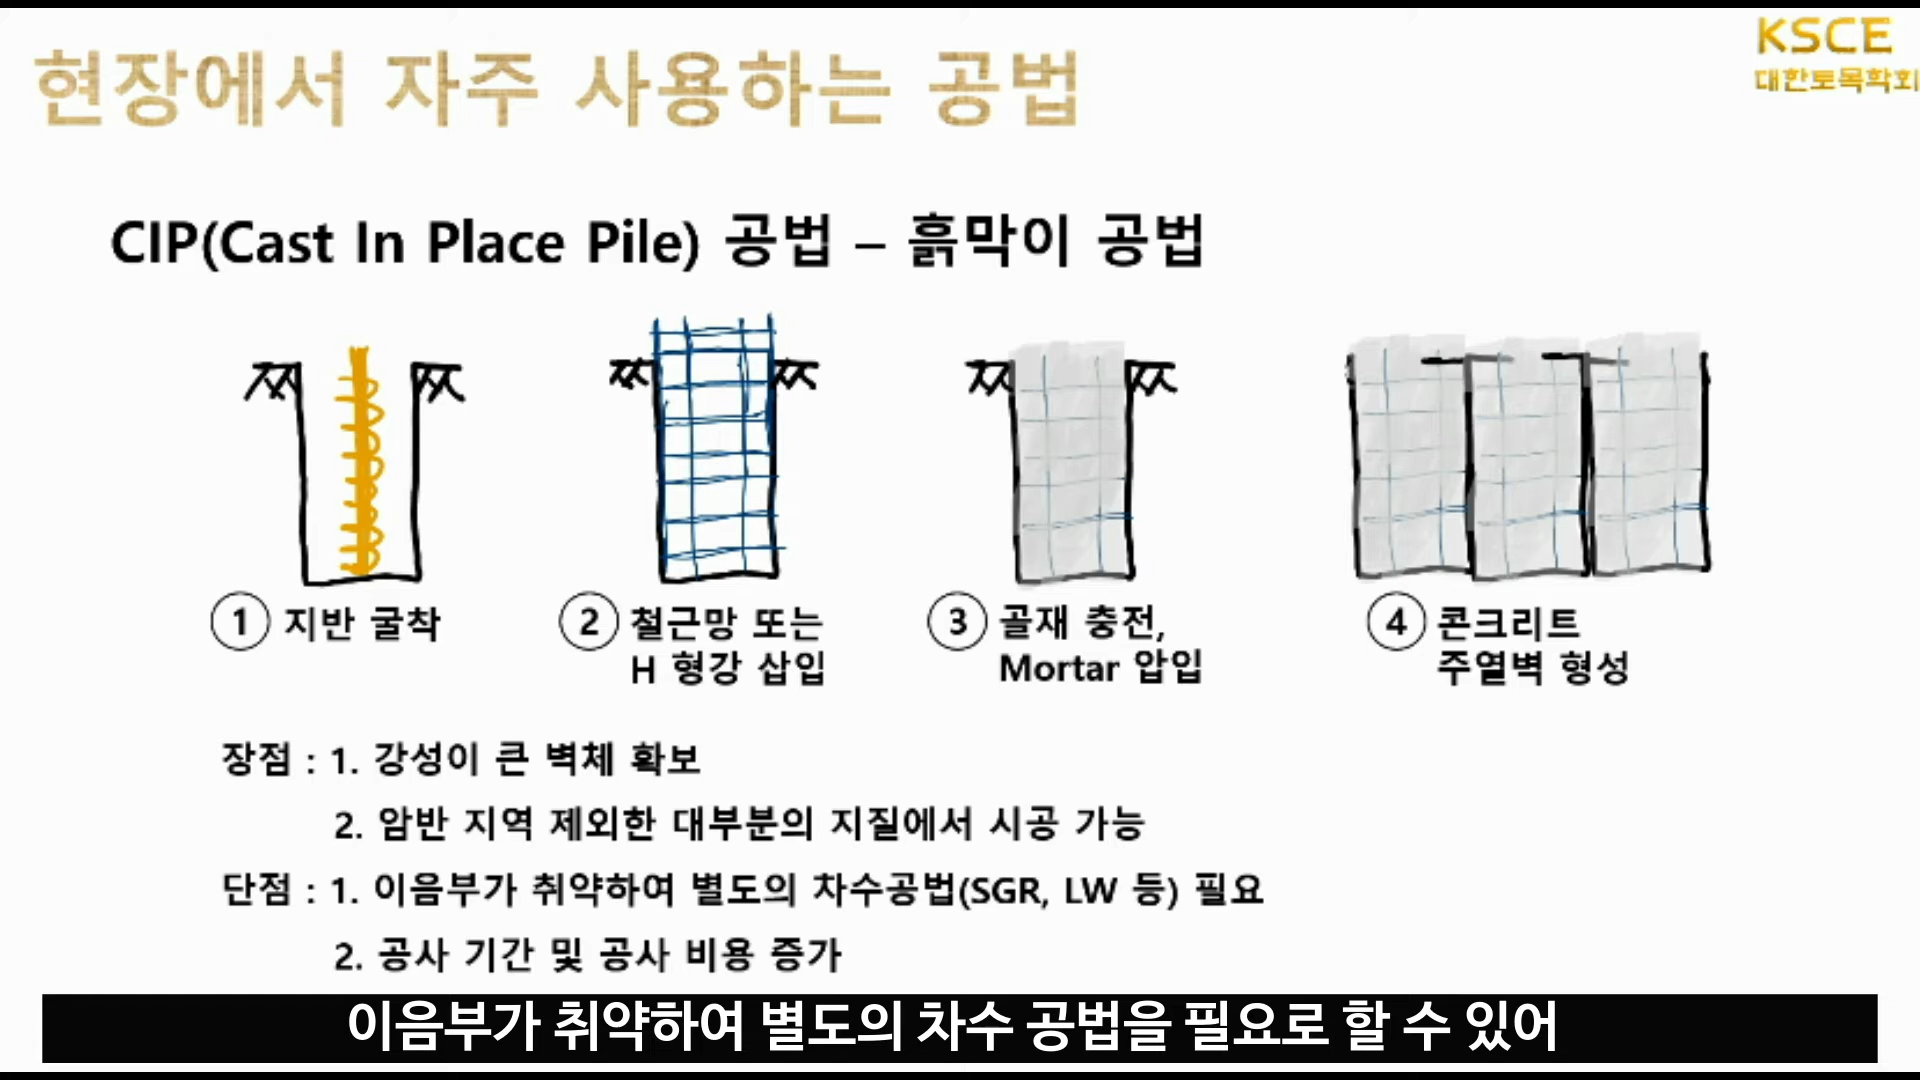 현장에서 자주 사용하는 공법
KSCE
대한토목학회
CIP(Cast In Place Pile) 공법 – 흙막이 공법
① 지반 굴착
② 철근망 또는
H 형강 삽입
③ 골재 충전,
Mortar 압입
④ 콘크리트
주열벽 형성
장점 : 1. 강성이 큰 벽체 확보
2. 암반 지역 제외한 대부분의 지질에서 시공 가능
단점 : 1. 이음부가 취약하여 별도의 차수공법(SGR, LW 등) 필요
2. 공사 기간 및 공사 비용 증가
이음부가 취약하여 별도의 차수 공법을 필요로 할 수 있어